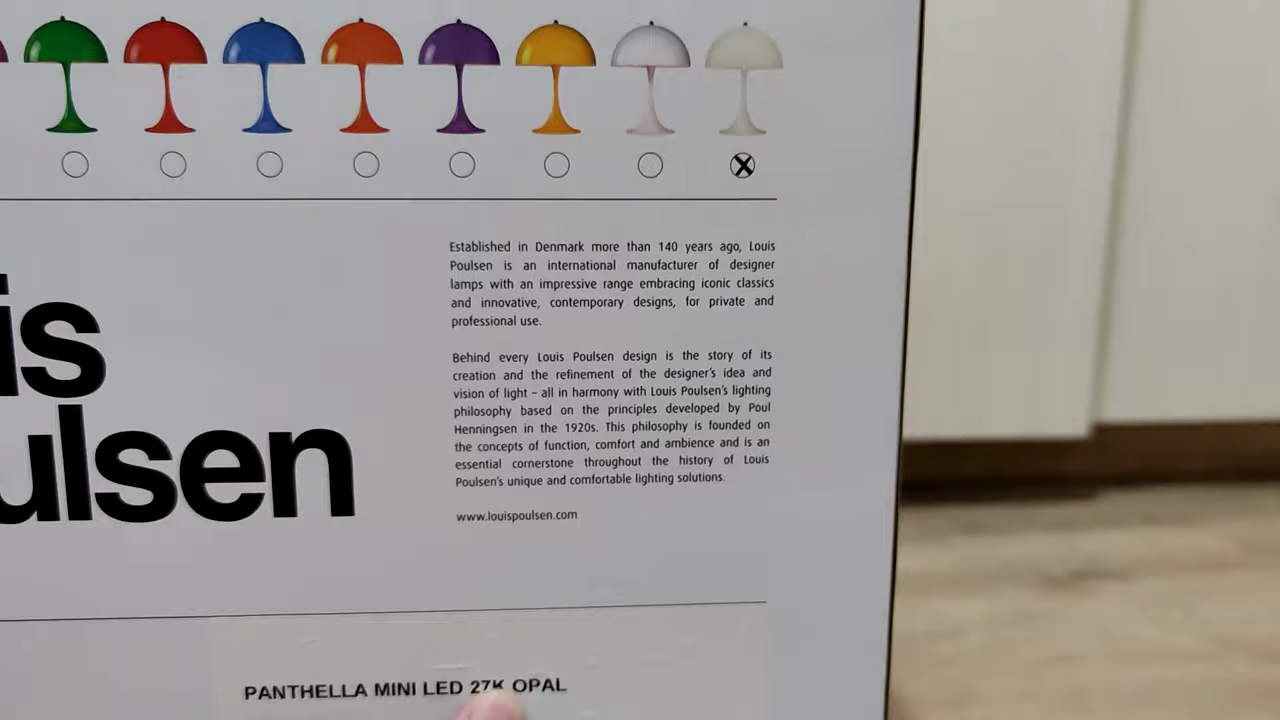 Established in Denmark more than 140 years ago, Louis
Poulsen is an international manufacturer of designer
lamps with an impressive range embracing iconic classics
and innovative, contemporary designs, for private and
professional use.
Behind every Louis Poulsen design is the story of its
creation and the refinement of the designer's idea and
vision of light – all in harmony with Louis Poulsen's lighting
philosophy based on the principles developed by Poul
Henningsen in the 1920s. This philosophy is founded on
the concepts of function, comfort and ambience and is an
essential cornerstone throughout the history of Louis
Poulsen's unique and comfortable lighting solutions.
www.louispoulsen.com
is
ulsen
PANTHELLA MINI LED 27K OPAL